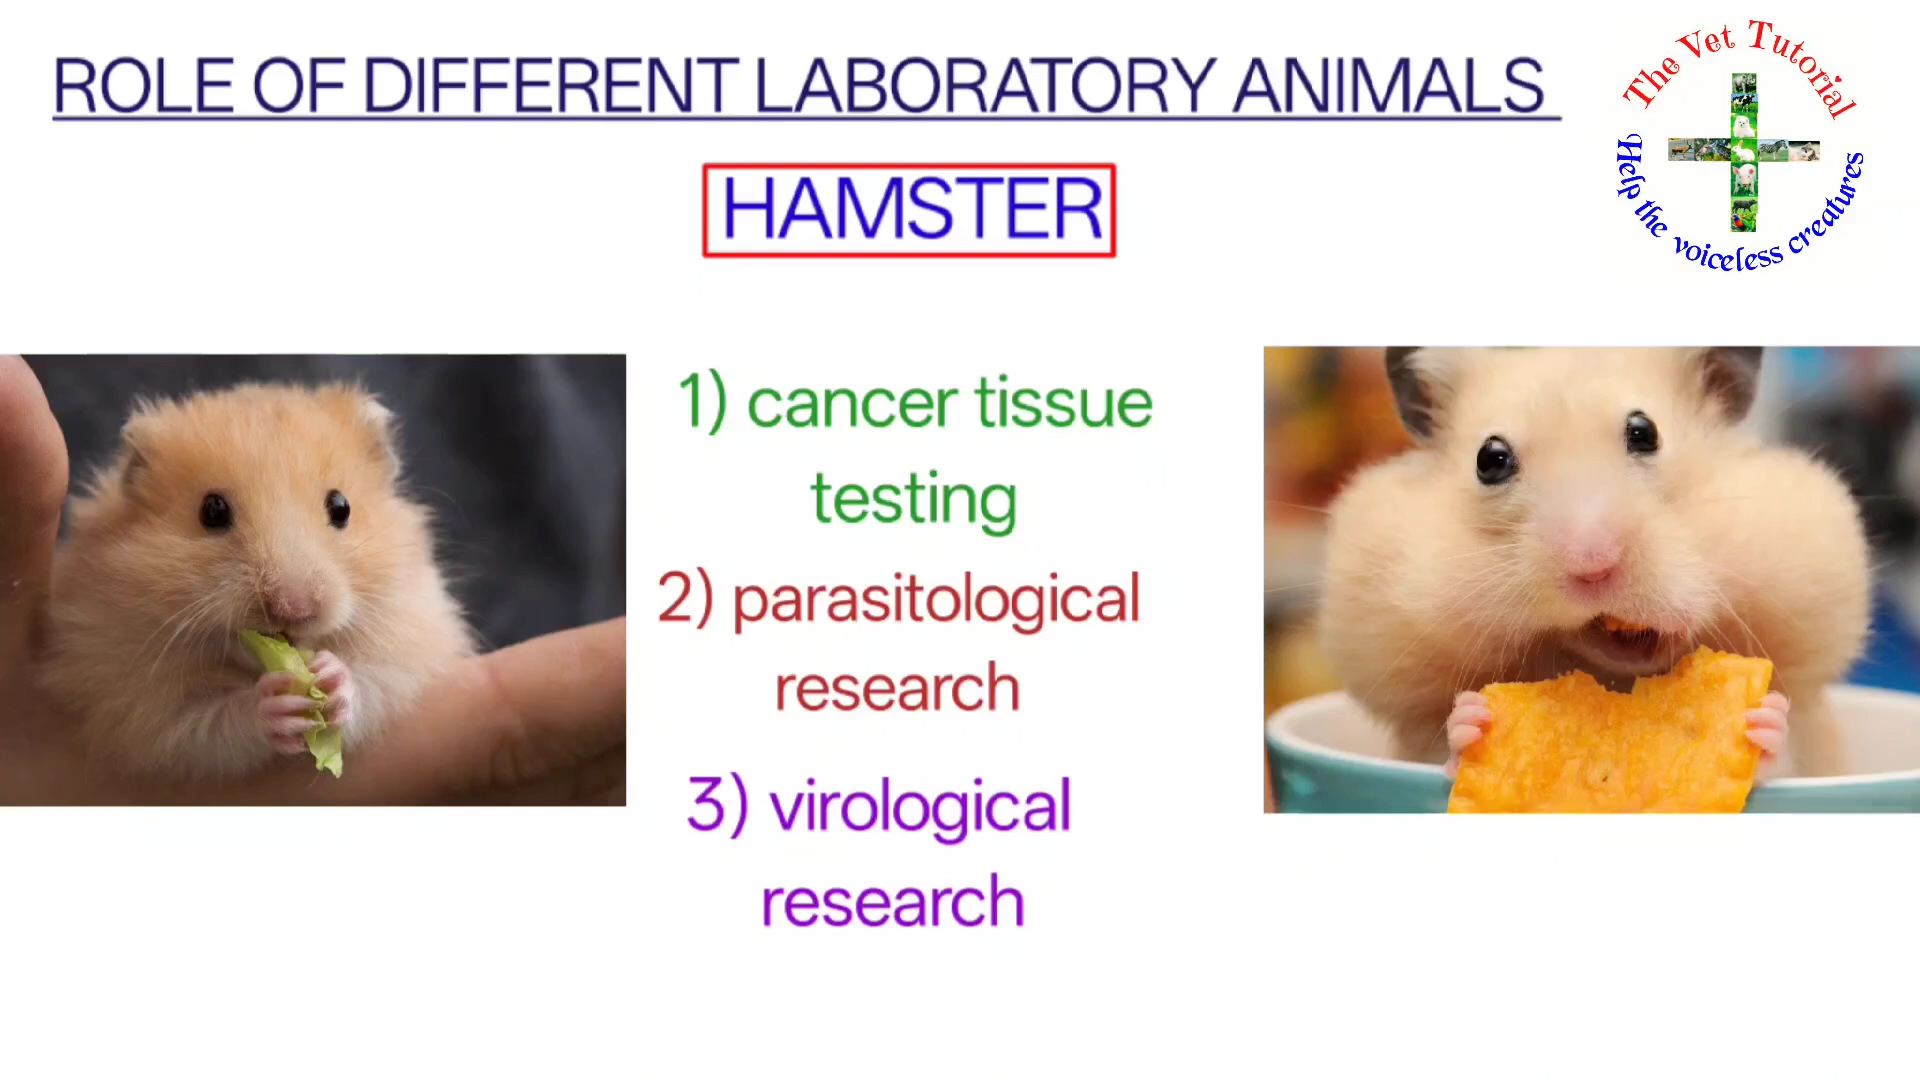 ROLE OF DIFFERENT LABORATORY ANIMALS
The Vet Tutorial
Help the voiceless creatures
HAMSTER
1) cancer tissue
testing
2) parasitological
research
3) virological
research